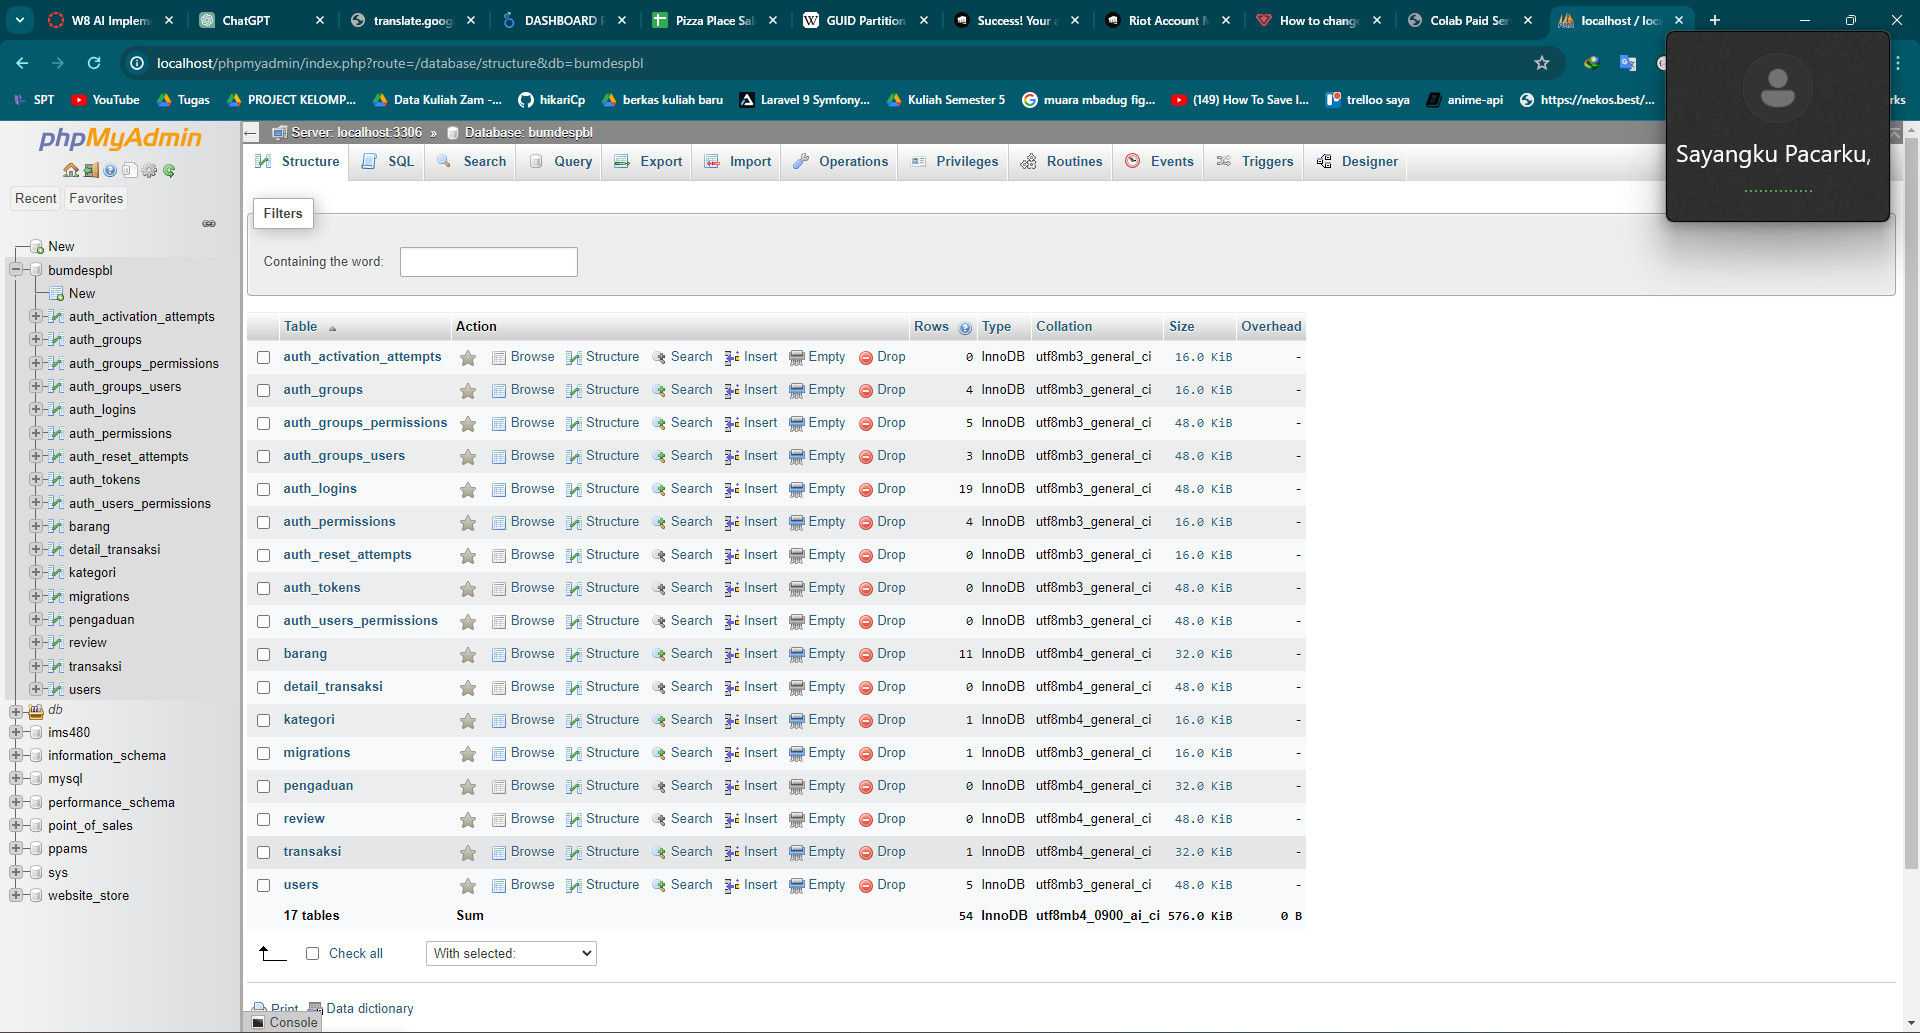 W8 AI Implem
ChatGPT
translate.goog
DASHBOARD
Pizza Place Sal
GUID Partition
Success! Your
Riot Account
How to change
Colab Paid Ser
localhost / loc
localhost/phpmyadmin/index.php?route=/database/structure&db=bumdespbl
SPT
YouTube
Tugas
PROJECT KELOMP...
Data Kuliah Zam -...
hikariCp
berkas kuliah baru
Laravel 9 Symfony...
Kuliah Semester 5
muara mbadug fig...
(149) How To Save I...
trelloo saya
anime-api
https://nekos.best/...
Sayangku Pacarku,
phpMyAdmin
Recent
Favorites
New
bumdespbl
New
auth_activation_attempts
auth_groups
auth_groups_permissions
auth_groups_users
auth_logins
auth_permissions
auth_reset_attempts
auth_tokens
auth_users_permissions
barang
detail_transaksi
kategori
migrations
pengaduan
review
transaksi
users
db
ims480
information_schema
mysql
performance_schema
point_of_sales
ppams
sys
website_store
Server: localhost:3306 » Database: bumdespbl
Structure SQL Search Query Export Import Operations Privileges Routines Events Triggers Designer
Filters
Containing the word:
Table Action Rows Type Collation Size Overhead
auth_activation_attempts Browse Structure Search Insert Empty Drop 0 InnoDB utf8mb3_general_ci 16.0 KiB -
auth_groups Browse Structure Search Insert Empty Drop 4 InnoDB utf8mb3_general_ci 16.0 KiB -
auth_groups_permissions Browse Structure Search Insert Empty Drop 5 InnoDB utf8mb3_general_ci 48.0 KiB -
auth_groups_users Browse Structure Search Insert Empty Drop 3 InnoDB utf8mb3_general_ci 48.0 KiB -
auth_logins Browse Structure Search Insert Empty Drop 19 InnoDB utf8mb3_general_ci 48.0 KiB -
auth_permissions Browse Structure Search Insert Empty Drop 4 InnoDB utf8mb3_general_ci 16.0 KiB -
auth_reset_attempts Browse Structure Search Insert Empty Drop 0 InnoDB utf8mb3_general_ci 16.0 KiB -
auth_tokens Browse Structure Search Insert Empty Drop 0 InnoDB utf8mb3_general_ci 48.0 KiB -
auth_users_permissions Browse Structure Search Insert Empty Drop 0 InnoDB utf8mb3_general_ci 48.0 KiB -
barang Browse Structure Search Insert Empty Drop 11 InnoDB utf8mb4_general_ci 32.0 KiB -
detail_transaksi Browse Structure Search Insert Empty Drop 0 InnoDB utf8mb4_general_ci 48.0 KiB -
kategori Browse Structure Search Insert Empty Drop 1 InnoDB utf8mb4_general_ci 16.0 KiB -
migrations Browse Structure Search Insert Empty Drop 1 InnoDB utf8mb4_general_ci 16.0 KiB -
pengaduan Browse Structure Search Insert Empty Drop 0 InnoDB utf8mb4_general_ci 32.0 KiB -
review Browse Structure Search Insert Empty Drop 0 InnoDB utf8mb4_general_ci 48.0 KiB -
transaksi Browse Structure Search Insert Empty Drop 1 InnoDB utf8mb4_general_ci 32.0 KiB -
users Browse Structure Search Insert Empty Drop 5 InnoDB utf8mb3_general_ci 48.0 KiB -
17 tables Sum 54 InnoDB utf8mb4_0900_ai_ci 576.0 KiB 0 B
Check all
With selected:
Print Data dictionary
Console